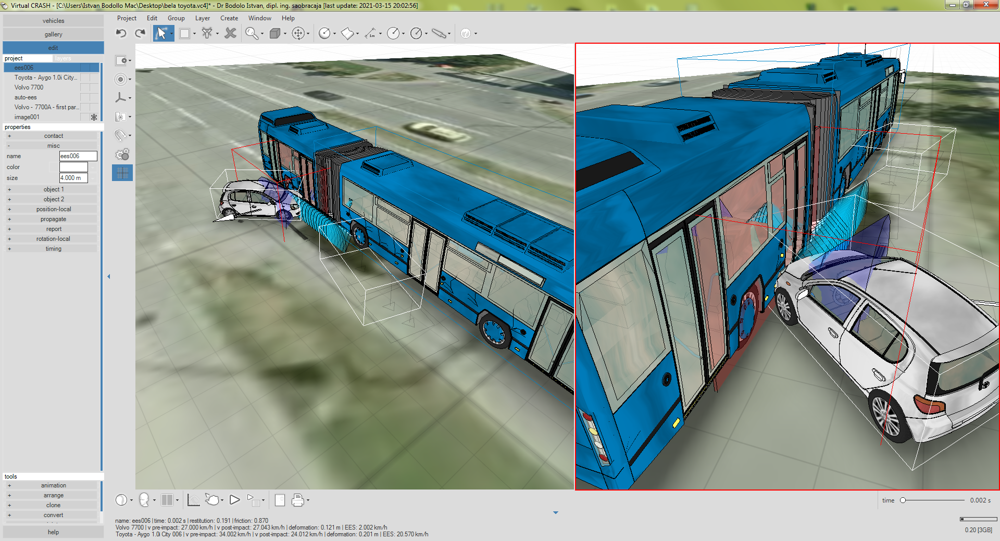 Virtual CRASH - [C:\Users\Istvan Bodollo Mac\Desktop\bela toyota.vc4]* - Dr Bodolo Istvan, dipl. ing. saobracaja [last update: 2021-03-15 20:02:56]
Project Edit Group Layer Create Window Help
vehicles
gallery
edit
project layers
ees006
Toyota - Aygo 1.0i City...
Volvo 7700
auto-ees
Volvo - 7700A - first par...
image001
properties
+ contact
- misc
name ees006
color
size 4.000 m
+ object 1
+ object 2
+ position-local
+ propagate
+ report
+ rotation-local
+ timing
1m
tools
+ animation
+ arrange
+ clone
+ convert
help
time 0.002 s
name: ees006 | time: 0.002 s | restitution: 0.191 | friction: 0.870
Volvo 7700 | v pre-impact: 27.000 km/h | v post-impact: 27.043 km/h | deformation: 0.121 m | EES: 2.002 km/h
Toyota - Aygo 1.0i City 006 | v pre-impact: 34.002 km/h | v post-impact: 24.012 km/h | deformation: 0.201 m | EES: 20.570 km/h
0.20 [3GB]